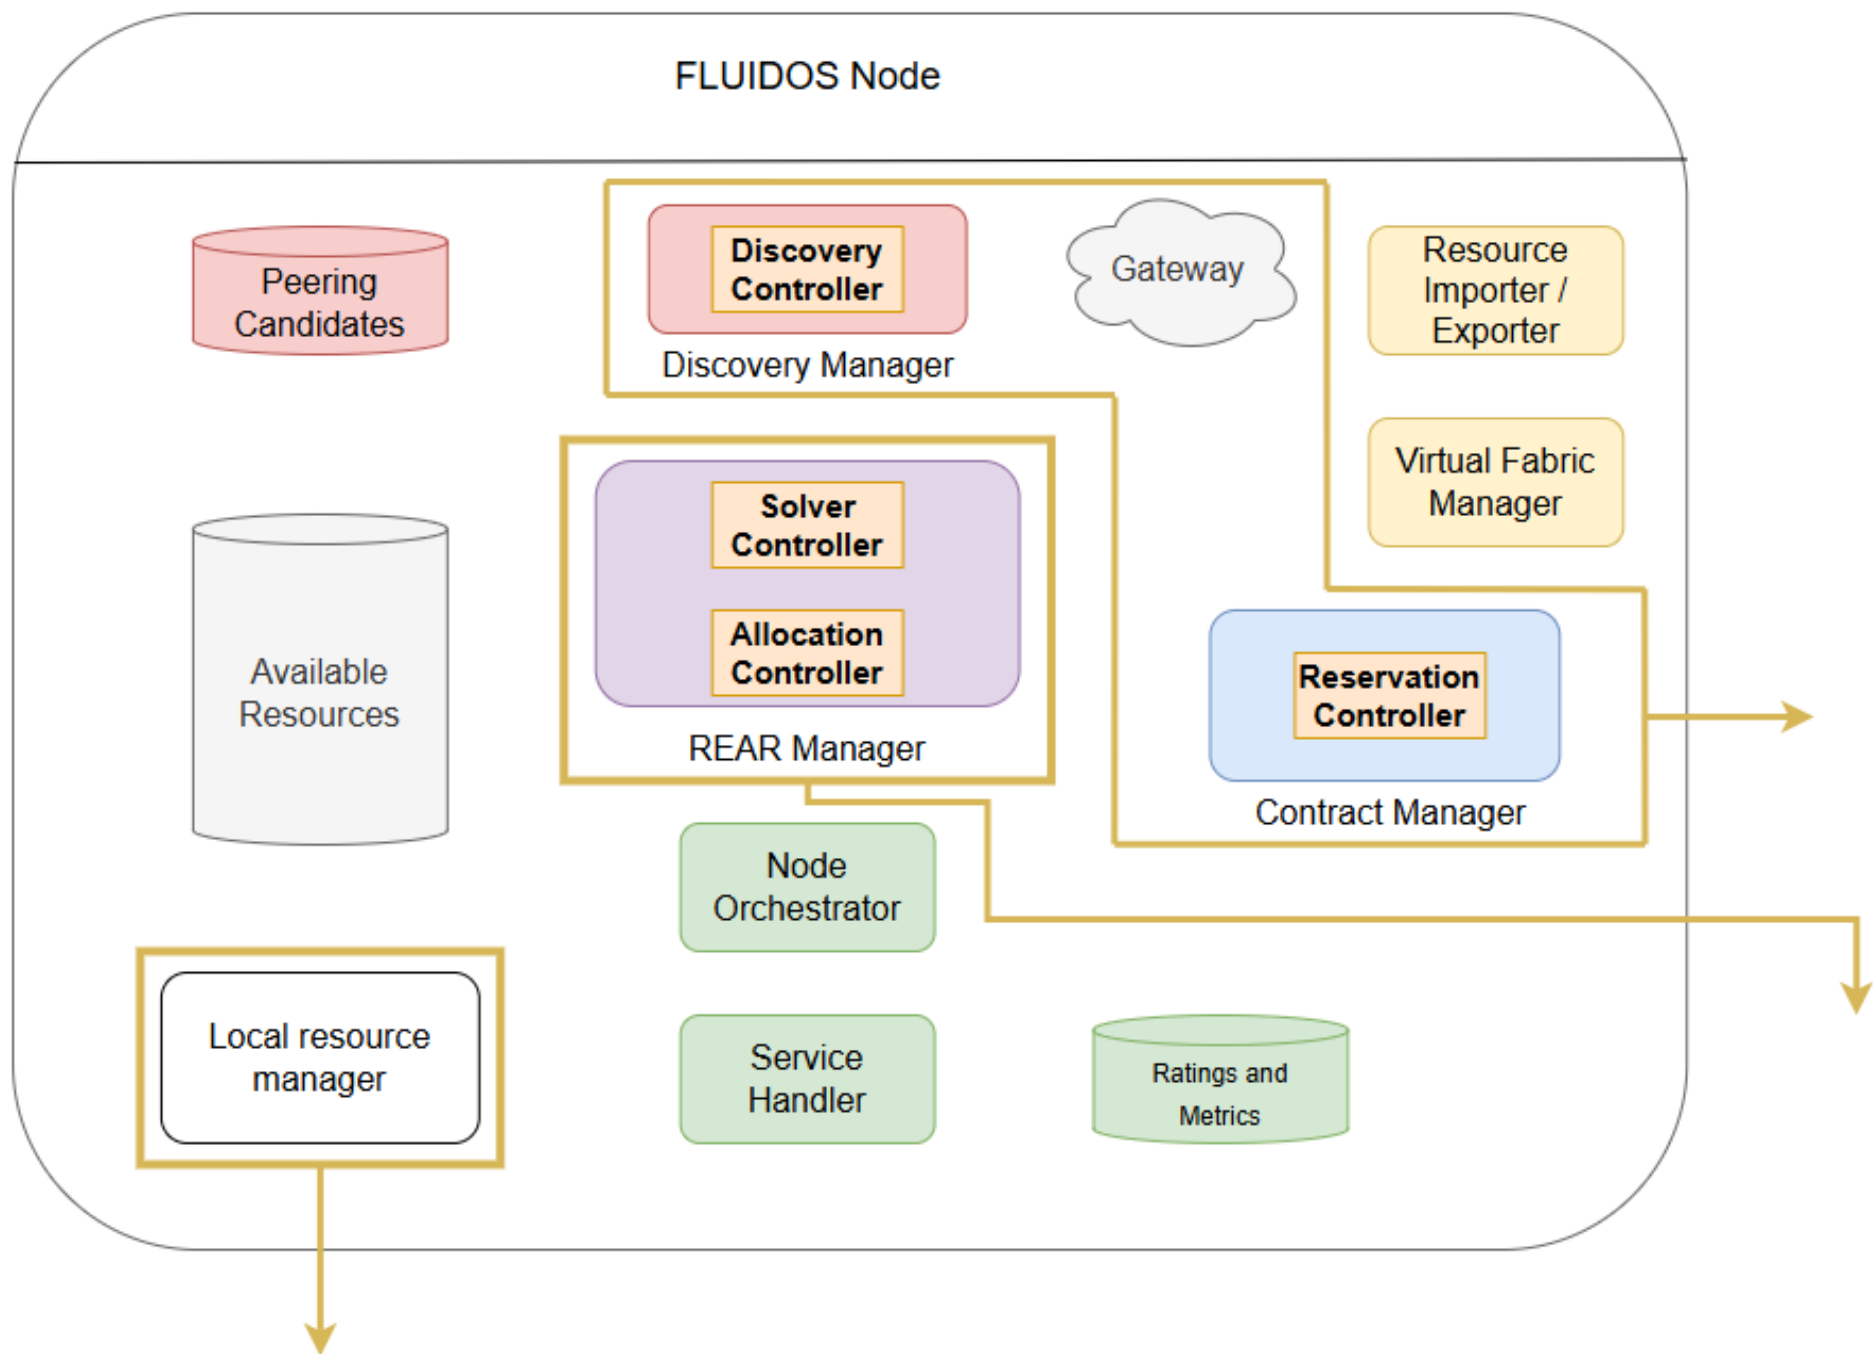 FLUIDOS Node
Peering
Candidates
Discovery
Controller
Discovery Manager
Gateway
Resource
Importer /
Exporter
Virtual Fabric
Manager
Solver
Controller
Allocation
Controller
REAR Manager
Available
Resources
Reservation
Controller
Contract Manager
Node
Orchestrator
Local resource
manager
Service
Handler
Ratings and
Metrics